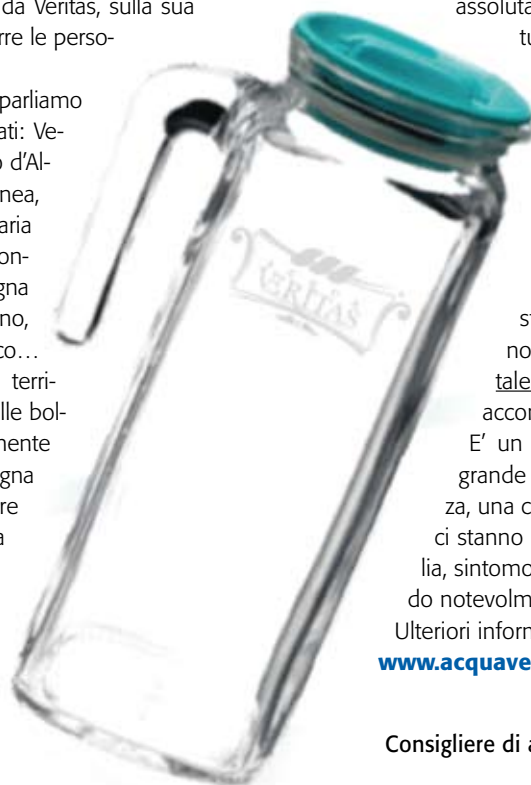 da Veritas, sulla sua
rre le perso-
parliamo
ati: Ve-
o d'Al-
nea,
aria
on-
gna
no,
co...
terri-
lle bol-
mente
gna
re
a
VERITAS
assoluta
tu
st
no
tale
accor
E' un
grande
za, una c
ci stanno
lia, sintomo
do notevolm
Ulteriori inform
www.acquave
Consigliere di a